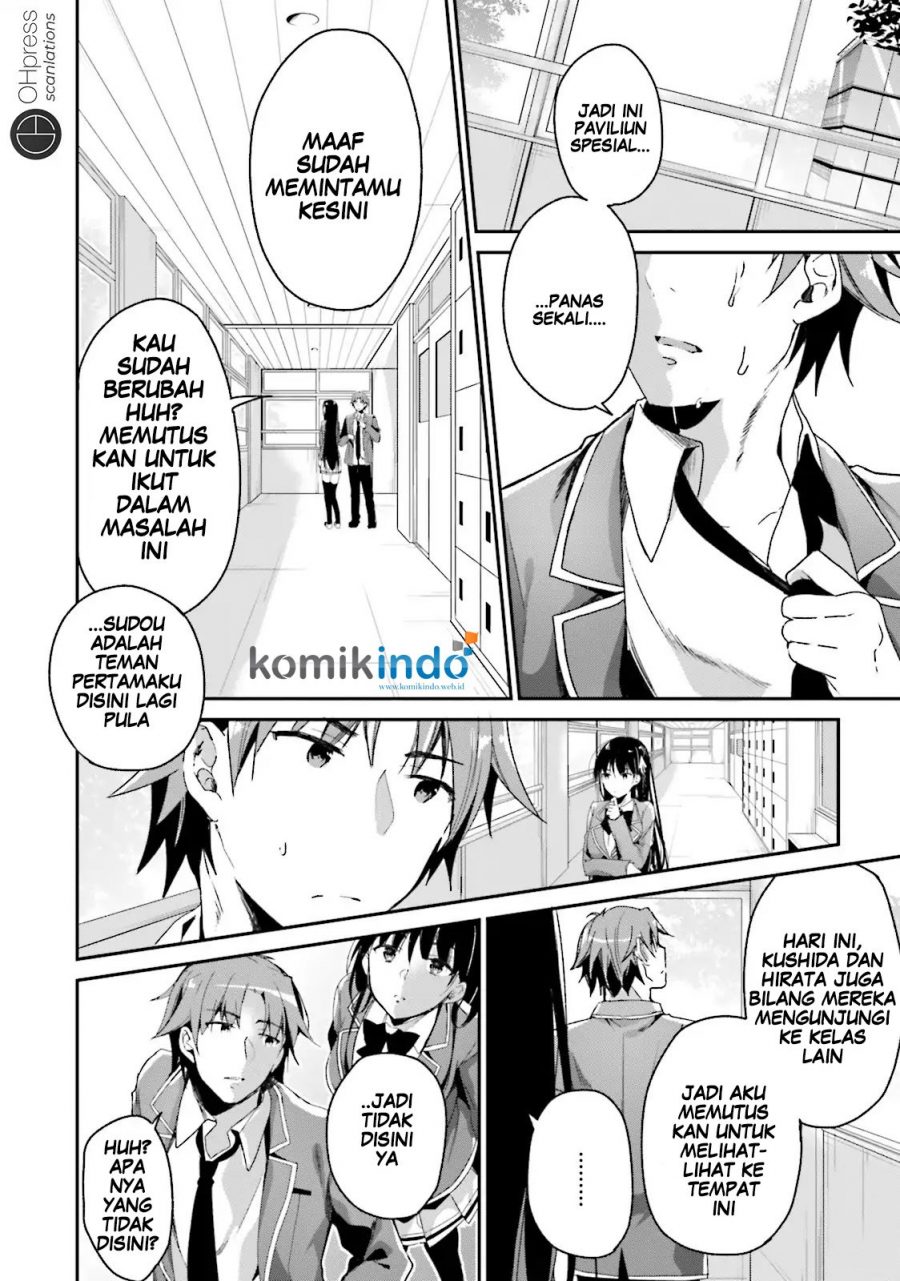 OHpress
scanlations
JADI INI
PAVILIUN
SPESIAL...
...PANAS
SEKALI....
MAAF
SUDAH
MEMINTAMU
KESINI
KAU
SUDAH
BERUBAH
HUH?
MEMUTUS
KAN UNTUK
IKUT
DALAM
MASALAH
INI
...SUDOU
ADALAH
TEMAN
PERTAMAKU
DISINI LAGI
PULA
komikindo
www.komikindo.web.id
HARI INI,
KUSHIDA DAN
HIRATA JUGA
BILANG MEREKA
MENGUNJUNGI
KE KELAS
LAIN
JADI AKU
MEMUTUS
KAN UNTUK
MELIHAT-
LIHAT KE
TEMPAT
INI
.........
..JADI
TIDAK
DISINI
YA
HUH?
APA
NYA
YANG
TIDAK
DISINI?